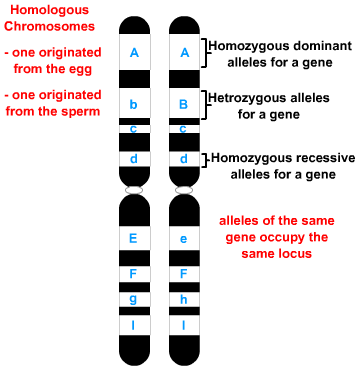 Homologous
Chromosomes
- one originated
from the egg
- one originated
from the sperm
A A
b B
c c
d d
E e
F F
g h
I I
Homozygous dominant
alleles for a gene
Hetrozygous alleles
for a gene
Homozygous recessive
alleles for a gene
alleles of the same
gene occupy the
same locus